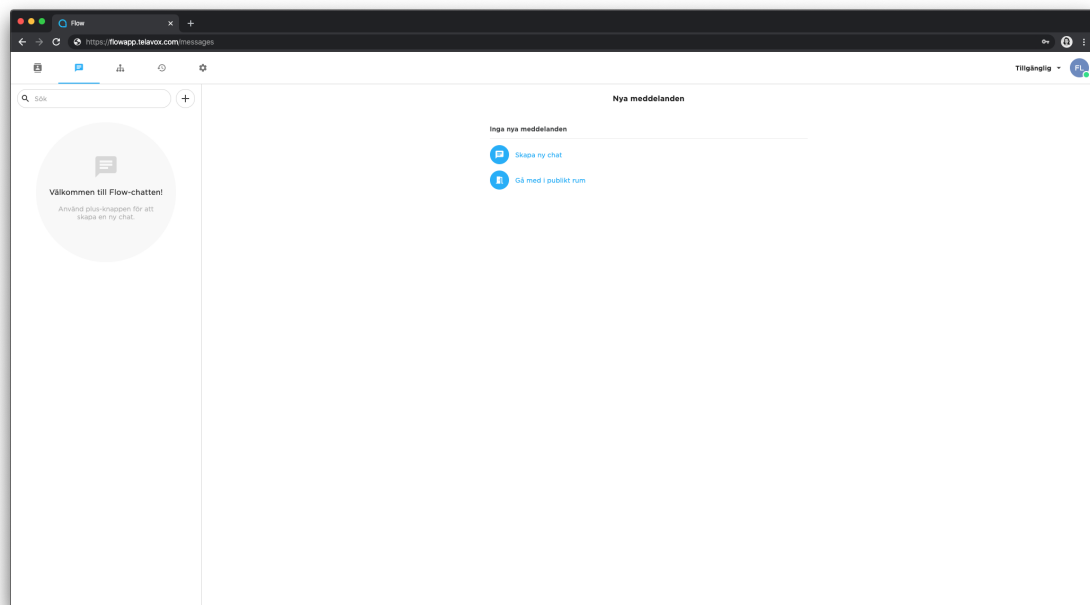 Flow
https://flowapp.telavox.com/messages
Tillgänglig
FL
Sök
Välkommen till Flow-chatten!
Använd plus-knappen för att
skapa en ny chat.
Nya meddelanden
Inga nya meddelanden
Skapa ny chat
Gå med i publikt rum